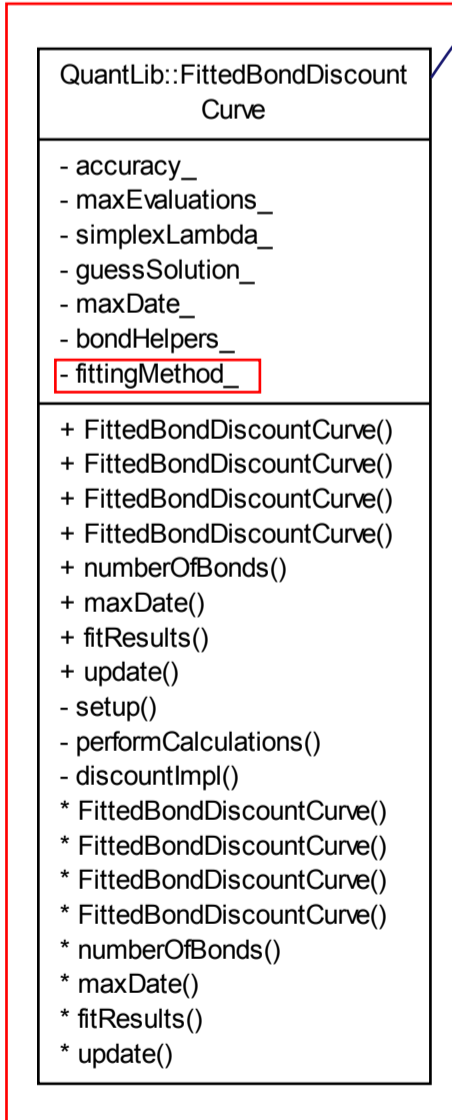 QuantLib::FittedBondDiscount
Curve
- accuracy_
- maxEvaluations_
- simplexLambda_
- guessSolution_
- maxDate_
- bondHelpers_
- fittingMethod_
+ FittedBondDiscountCurve()
+ FittedBondDiscountCurve()
+ FittedBondDiscountCurve()
+ FittedBondDiscountCurve()
+ numberOfBonds()
+ maxDate()
+ fitResults()
+ update()
- setup()
- performCalculations()
- discountImpl()
* FittedBondDiscountCurve()
* FittedBondDiscountCurve()
* FittedBondDiscountCurve()
* FittedBondDiscountCurve()
* numberOfBonds()
* maxDate()
* fitResults()
* update()